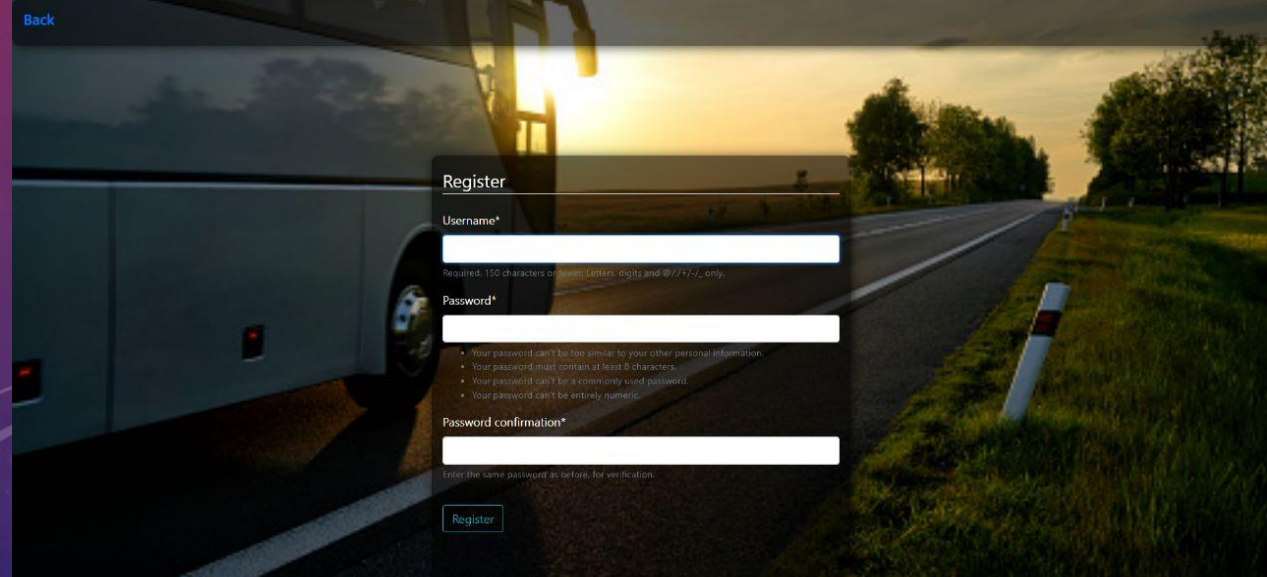 Back
Register
Username*
Required. 150 characters or fewer. Letters, digits and @/./+/-/_ only.
Password*
• Your password can't be too similar to your other personal information.
• Your password must contain at least 8 characters.
• Your password can't be a commonly used password.
• Your password can't be entirely numeric.
Password confirmation*
Enter the same password as before, for verification.
Register